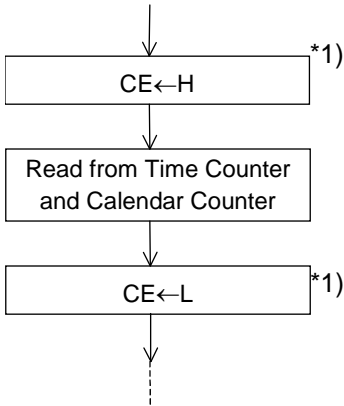 *1)
CE←H
Read from Time Counter
and Calendar Counter
*1)
CE←L